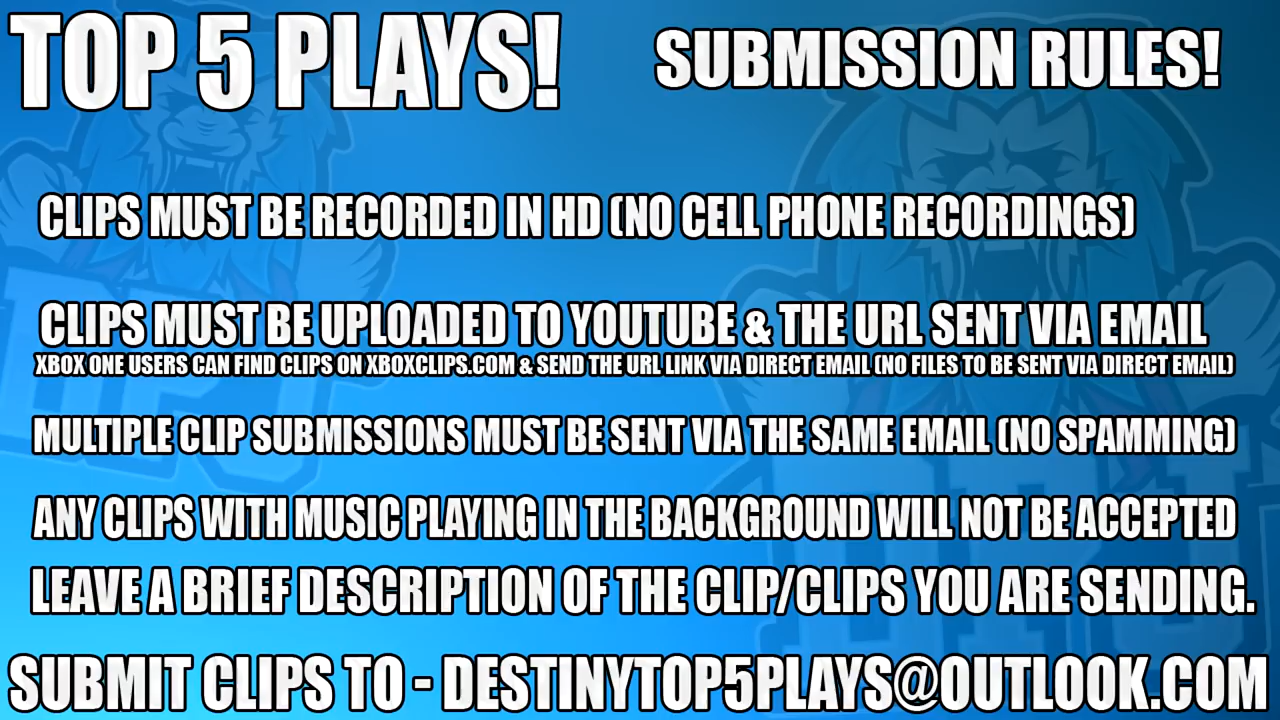 TOP 5 PLAYS!
SUBMISSION RULES!
CLIPS MUST BE RECORDED IN HD (NO CELL PHONE RECORDINGS)
CLIPS MUST BE UPLOADED TO YOUTUBE & THE URL SENT VIA EMAIL
XBOX ONE USERS CAN FIND CLIPS ON XBOXCLIPS.COM & SEND THE URL LINK VIA DIRECT EMAIL (NO FILES TO BE SENT VIA DIRECT EMAIL)
MULTIPLE CLIP SUBMISSIONS MUST BE SENT VIA THE SAME EMAIL (NO SPAMMING)
ANY CLIPS WITH MUSIC PLAYING IN THE BACKGROUND WILL NOT BE ACCEPTED
LEAVE A BRIEF DESCRIPTION OF THE CLIP/CLIPS YOU ARE SENDING.
SUBMIT CLIPS TO - DESTINYTOP5PLAYS@OUTLOOK.COM